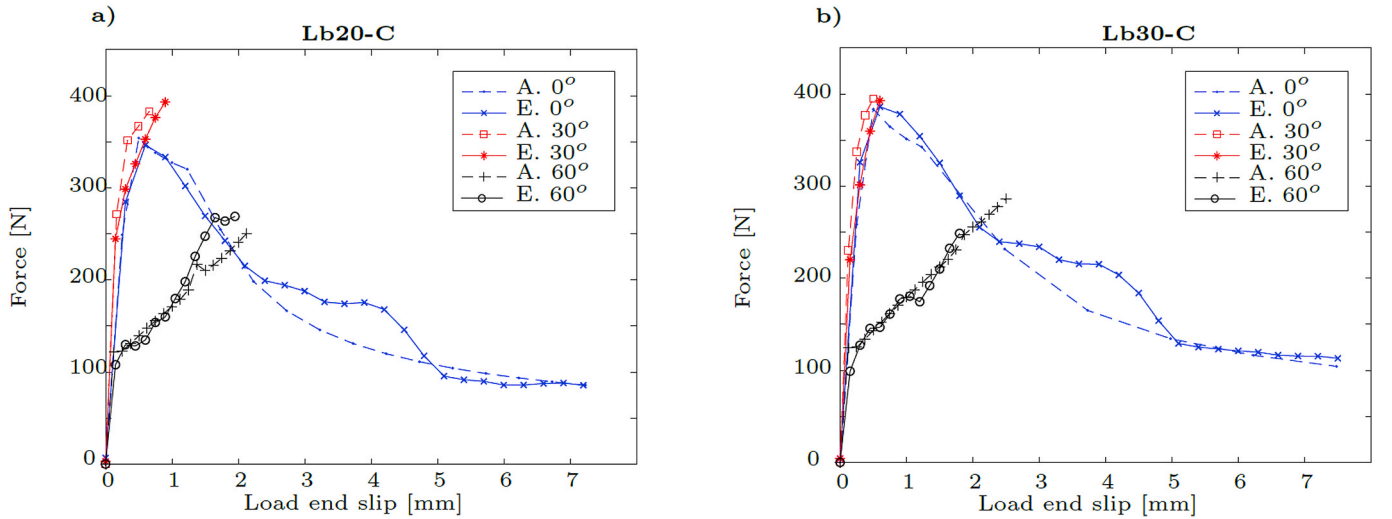 a)
Lb20-C
Force [N]
400
300
200
100
0
0 1 2 3 4 5 6 7
Load end slip [mm]
A. 0°
E. 0°
A. 30°
E. 30°
A. 60°
E. 60°
b)
Lb30-C
Force [N]
400
300
200
100
0
0 1 2 3 4 5 6 7
Load end slip [mm]
A. 0°
E. 0°
A. 30°
E. 30°
A. 60°
E. 60°